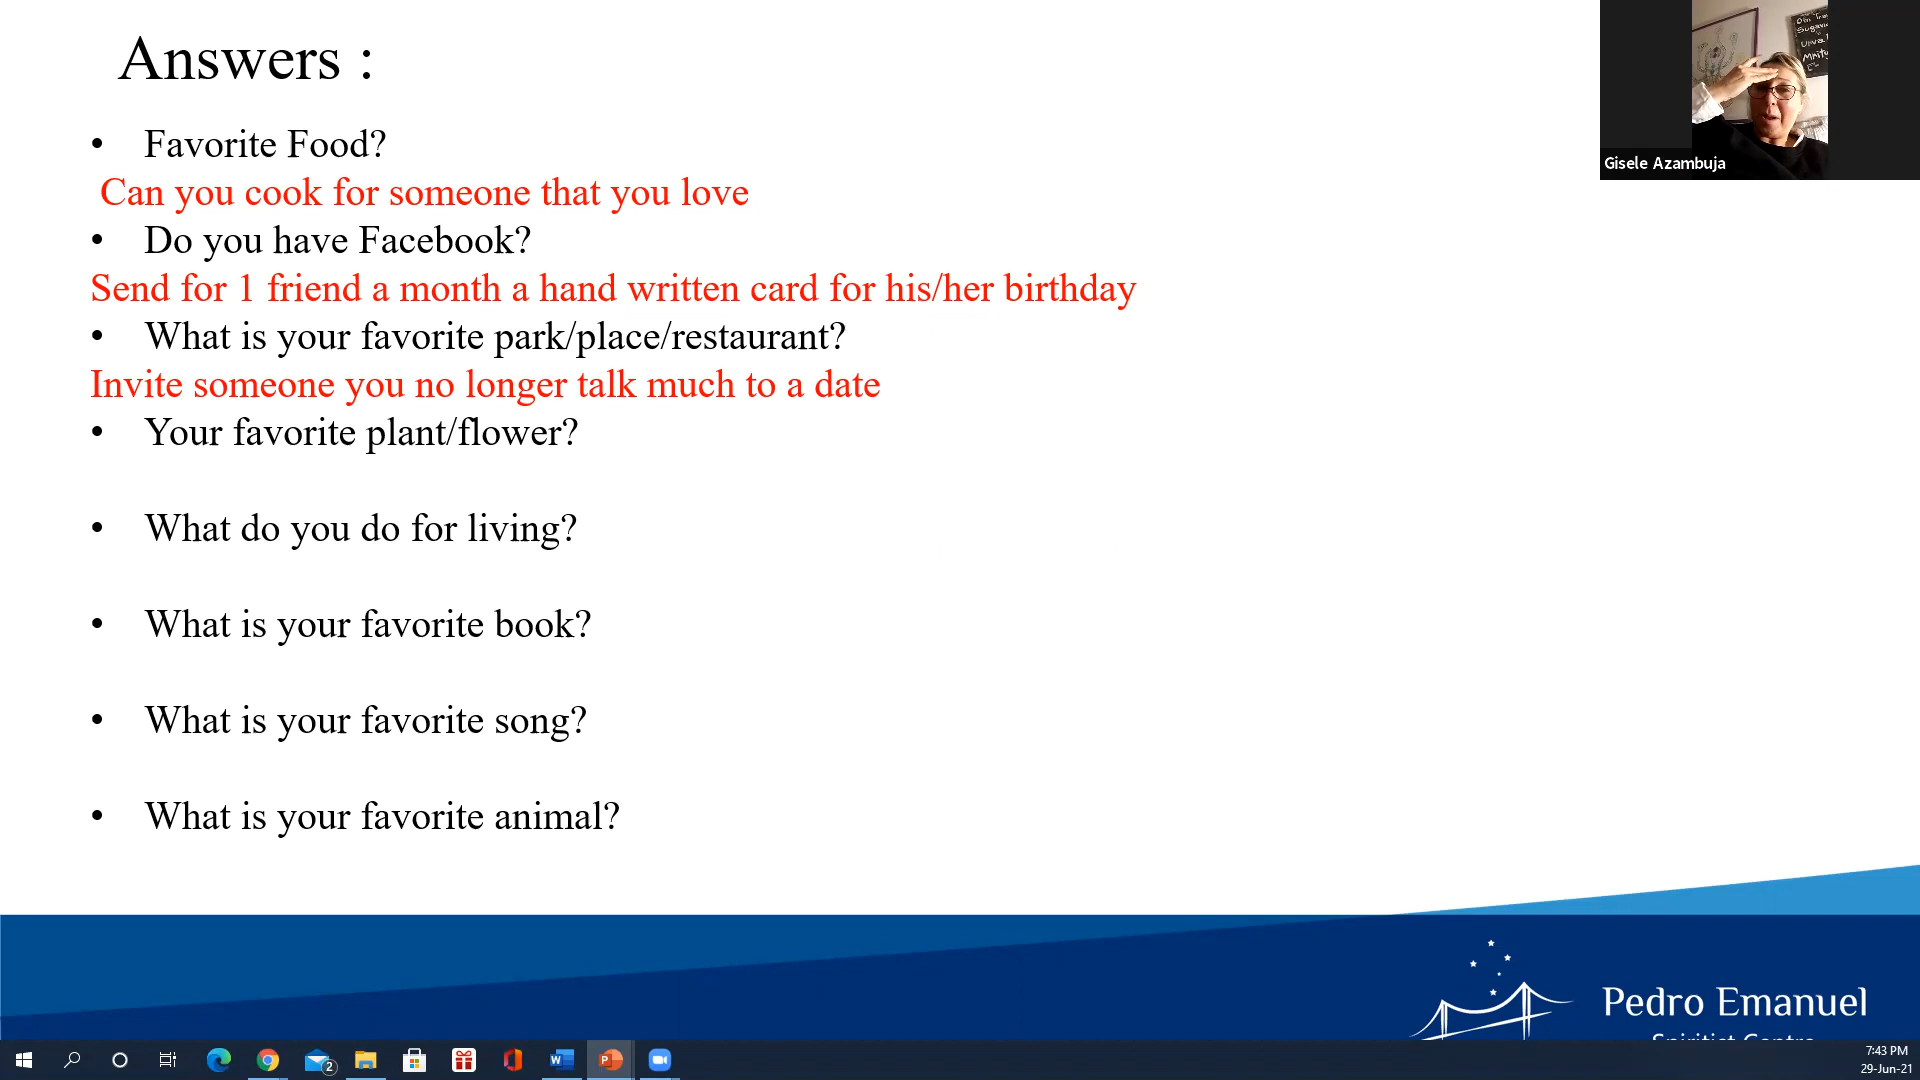 Answers :
• Favorite Food?
Can you cook for someone that you love
• Do you have Facebook?
Send for 1 friend a month a hand written card for his/her birthday
• What is your favorite park/place/restaurant?
Invite someone you no longer talk much to a date
• Your favorite plant/flower?
• What do you do for living?
• What is your favorite book?
• What is your favorite song?
• What is your favorite animal?
Gisele Azambuja
Pedro Emanuel
Spiritist Centre
2
7:43 PM
29-Jun-21